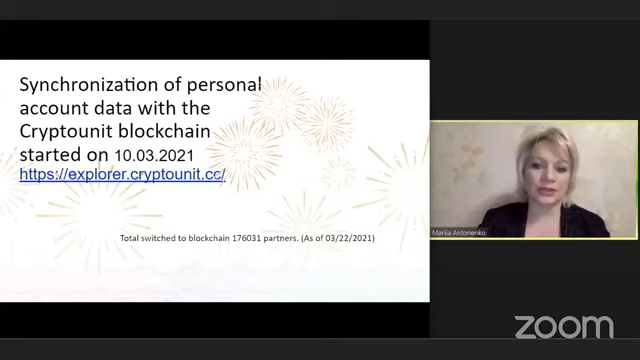 Synchronization of personal
account data with the
Cryptounit blockchain
started on 10.03.2021
https://explorer.cryptounit.cc/
Total switched to blockchain 176031 partners. (As of 03/22/2021)
Mariia Antonenko
zoom